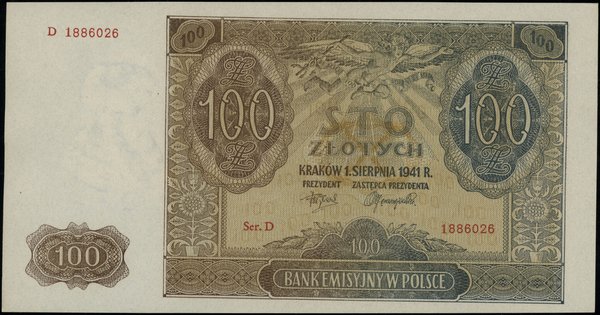 D 1886026
100
100
100
100
STO
ZŁOTYCH
KRAKÓW 1. SIERPNIA 1941 R.
PREZYDENT ZASTĘPCA PREZYDENTA
Ser. D 1886026
100
100
BANK EMISYJNY W POLSCE